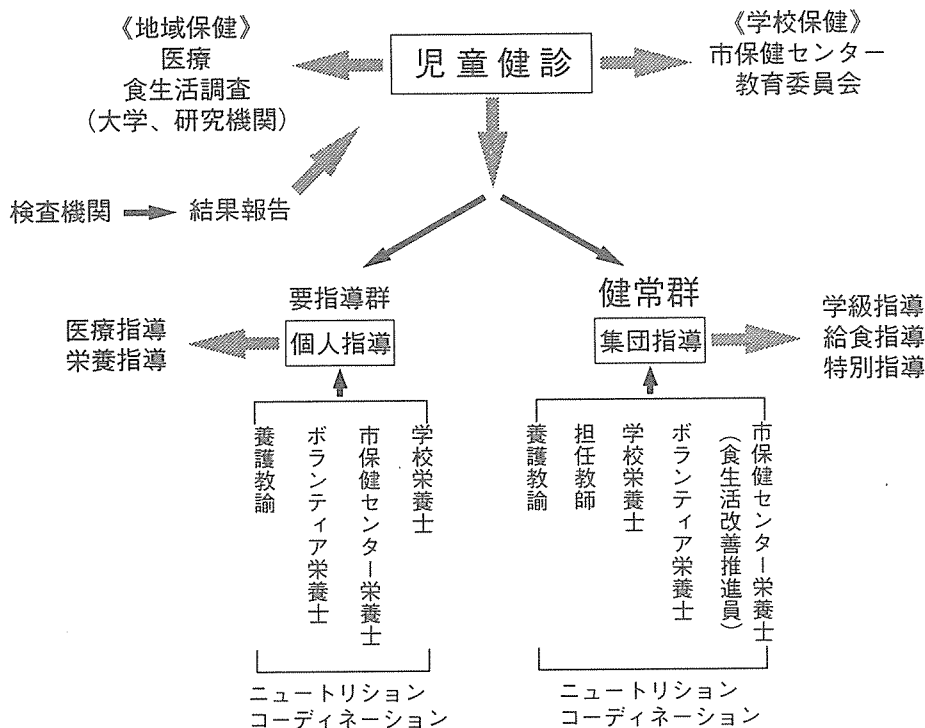 《地域保健》
医療
食生活調査
（大学、研究機関）
児童健診
《学校保健》
市保健センター
教育委員会
検査機関
結果報告
要指導群
個人指導
医療指導
栄養指導
健常群
集団指導
学級指導
給食指導
特別指導
養護教諭
ボランティア栄養士
市保健センター栄養士
学校栄養士
ニュートリション
コーディネーション
養護教諭
担任教師
学校栄養士
ボランティア栄養士
市保健センター栄養士
（食生活改善推進員）
ニュートリション
コーディネーション